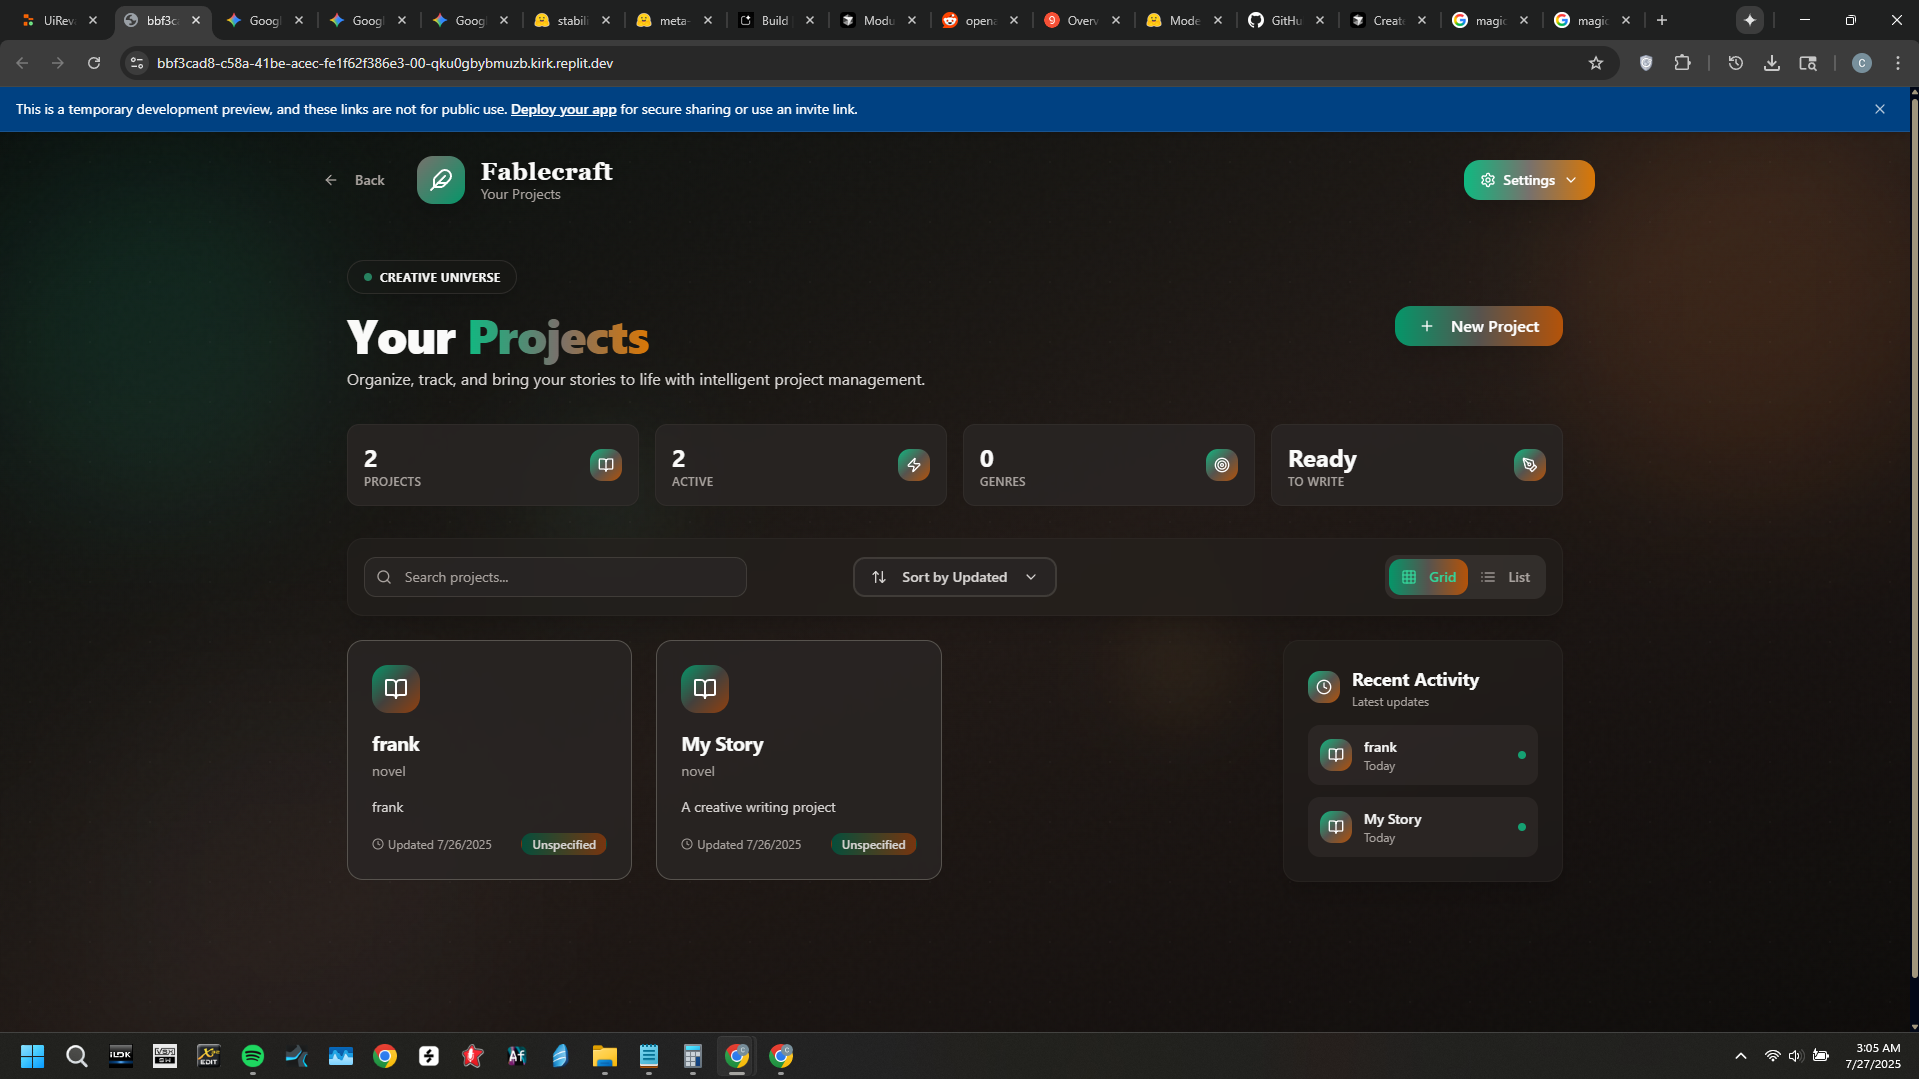 UiRev
bbf3c
Googl
Googl
Googl
stabili
meta-
Build
Modu
opena
Overv
Mode
GitHu
Create
magic
magic
bbf3cad8-c58a-41be-acec-fe1f62f386e3-00-qku0gbybmuzb.kirk.replit.dev
C
This is a temporary development preview, and these links are not for public use. Deploy your app for secure sharing or use an invite link.
Back
Fablecraft
Your Projects
Settings
CREATIVE UNIVERSE
Your Projects
New Project
Organize, track, and bring your stories to life with intelligent project management.
2
PROJECTS
2
ACTIVE
0
GENRES
Ready
TO WRITE
Search projects...
Sort by Updated
Grid
List
frank
novel
frank
Updated 7/26/2025
Unspecified
My Story
novel
A creative writing project
Updated 7/26/2025
Unspecified
Recent Activity
Latest updates
frank
Today
My Story
Today
3:05 AM
7/27/2025